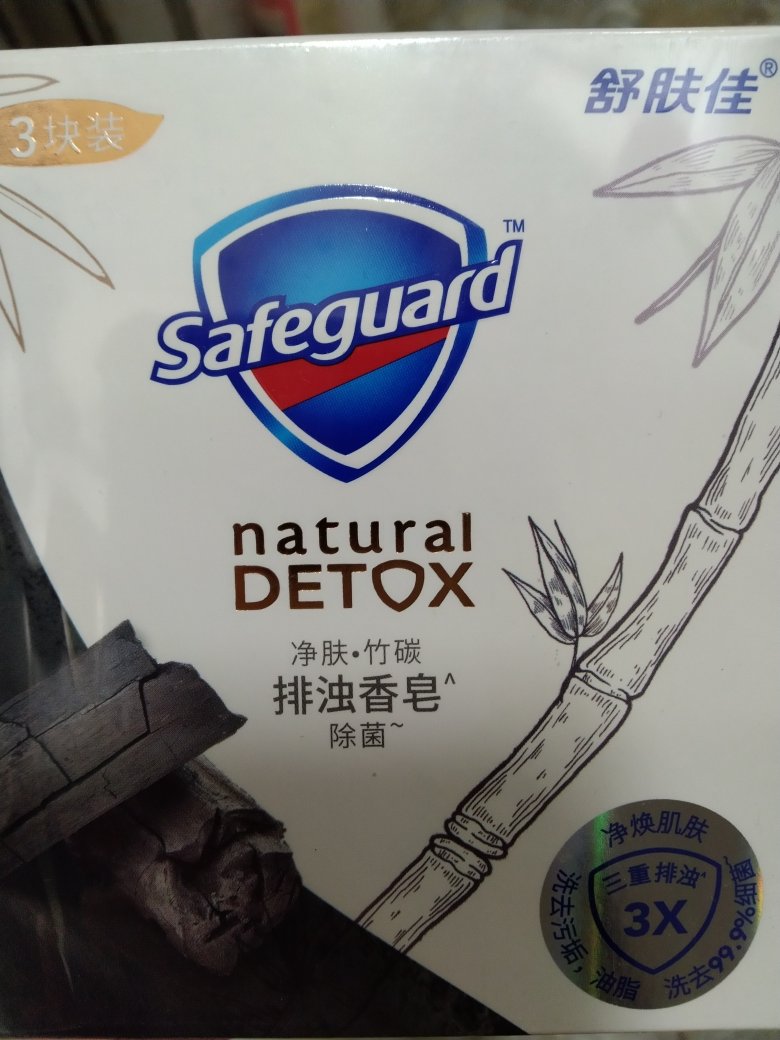 舒肤佳®
3块装
Safeguard™
natural
DETOX
净肤•竹碳
排浊香皂^
除菌~
净焕肌肤
三重排浊^
3X
洗去污垢，油脂 洗去99.9%细菌~